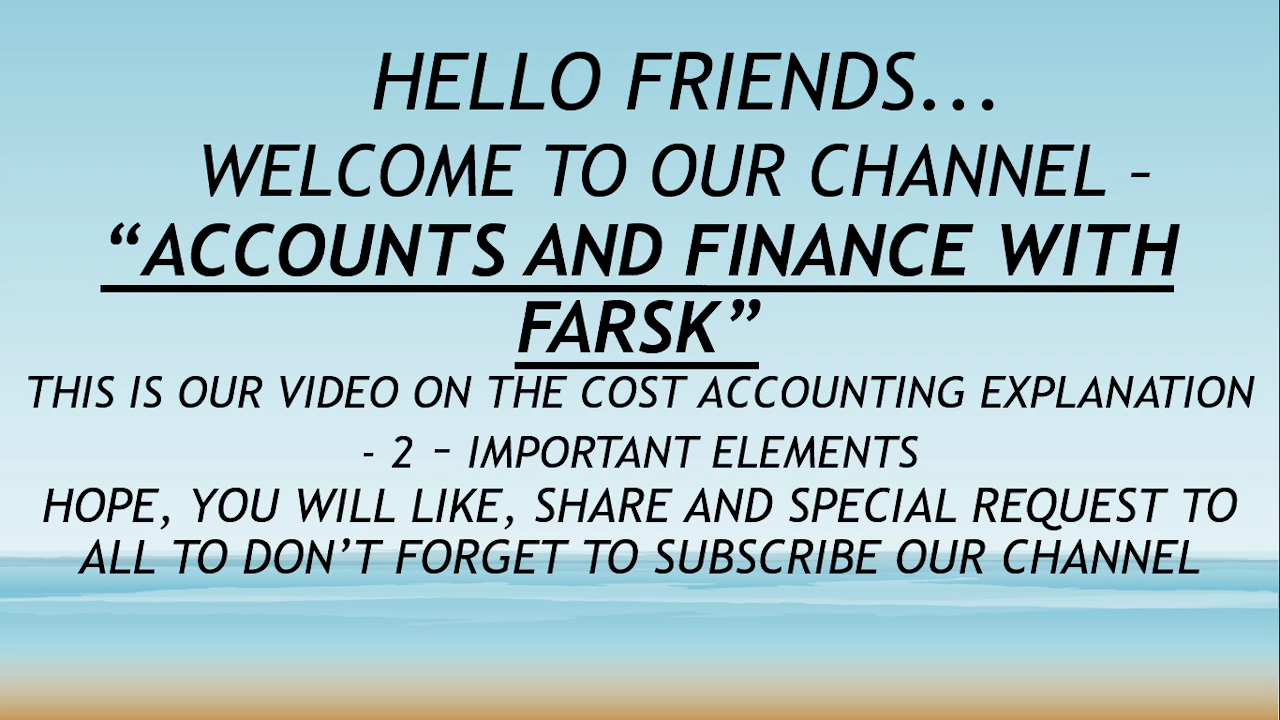 HELLO FRIENDS...
WELCOME TO OUR CHANNEL –
“ACCOUNTS AND FINANCE WITH
FARSK”
THIS IS OUR VIDEO ON THE COST ACCOUNTING EXPLANATION
- 2 – IMPORTANT ELEMENTS
HOPE, YOU WILL LIKE, SHARE AND SPECIAL REQUEST TO
ALL TO DON’T FORGET TO SUBSCRIBE OUR CHANNEL